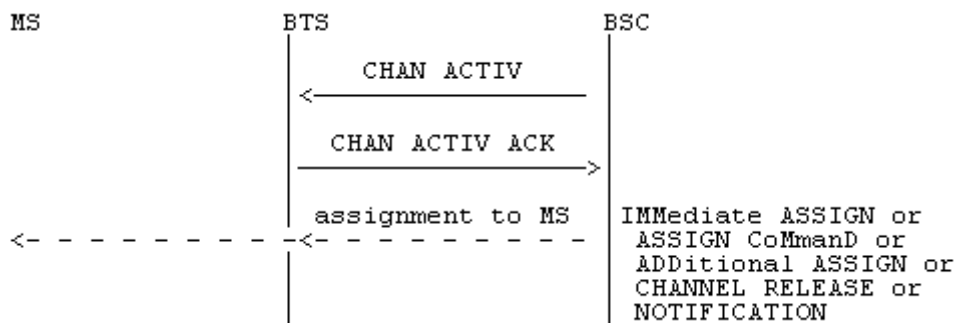 MS BTS BSC
CHAN ACTIV
CHAN ACTIV ACK
assignment to MS IMMediate ASSIGN or
ASSIGN CoMmanD or
ADDitional ASSIGN or
CHANNEL RELEASE or
NOTIFICATION